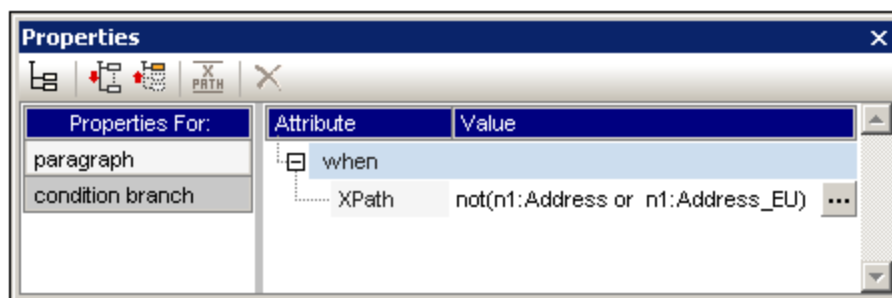 Properties
X
PATH
Properties For:
Attribute
Value
paragraph
when
condition branch
XPath
not(n1:Address or  n1:Address_EU)
...